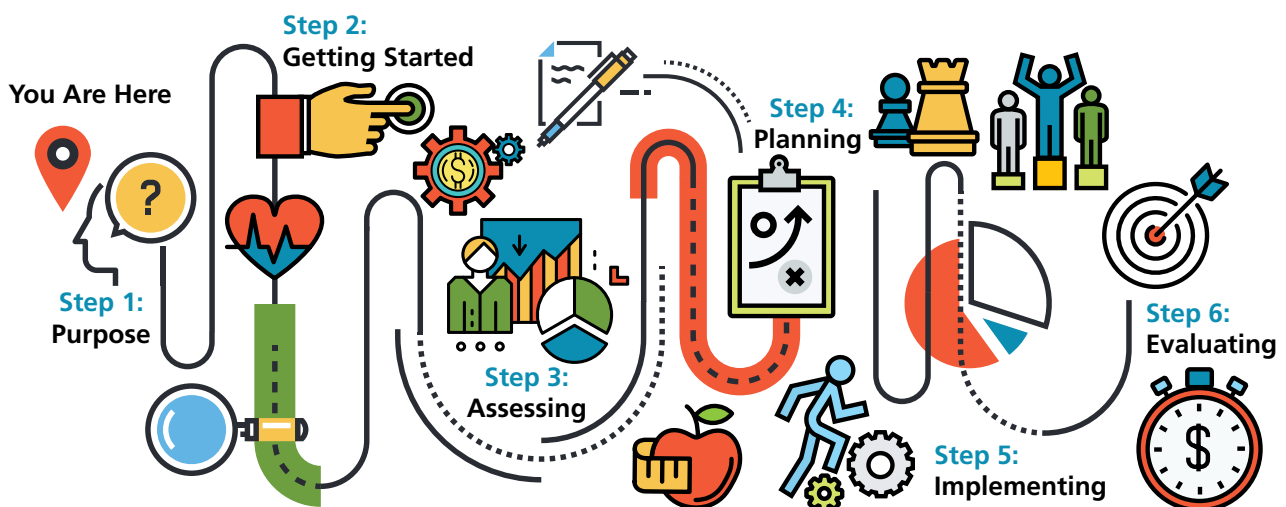 You Are Here
?
Step 1:
Purpose
Step 2:
Getting Started
$
Step 3:
Assessing
Step 4:
Planning
Step 5:
Implementing
Step 6:
Evaluating
$